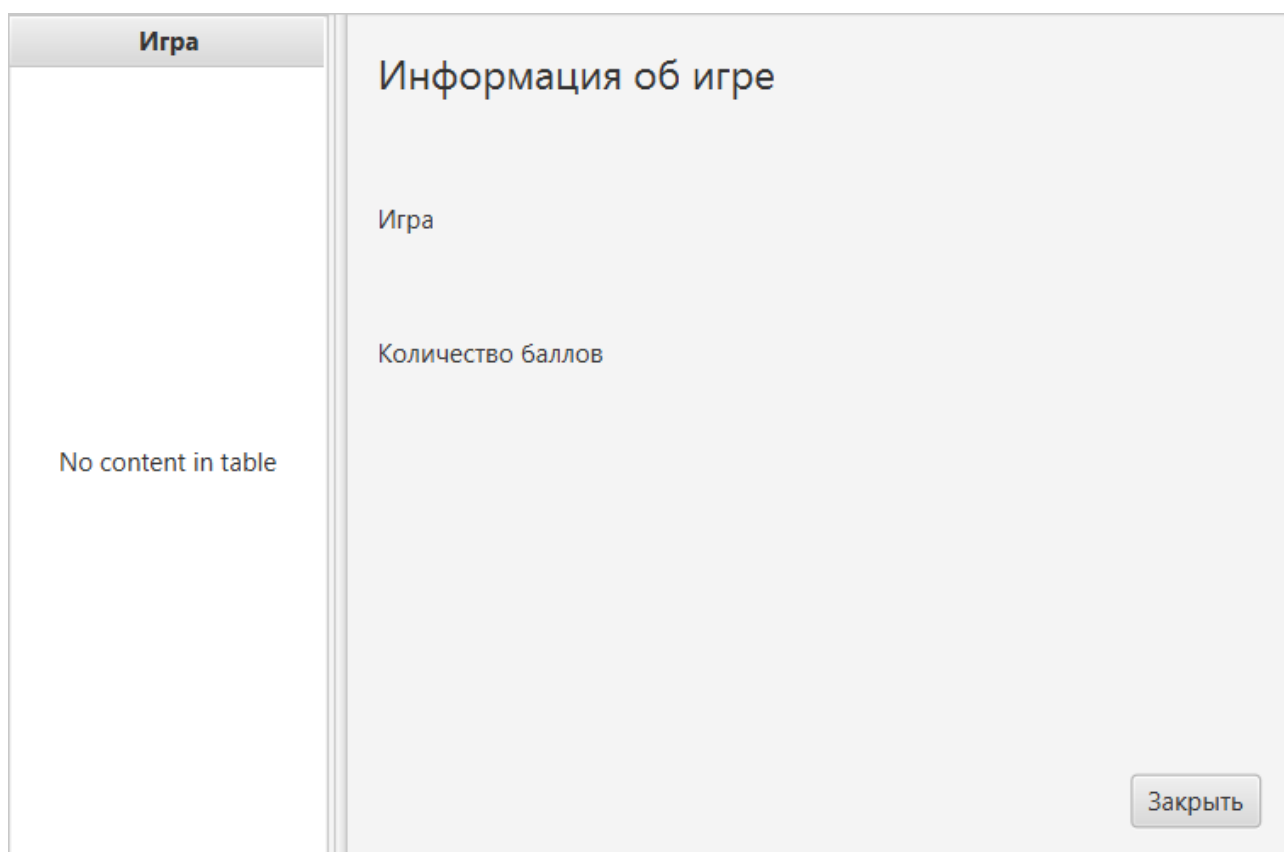 Игра
No content in table
Информация об игре
Игра
Количество баллов
Закрыть